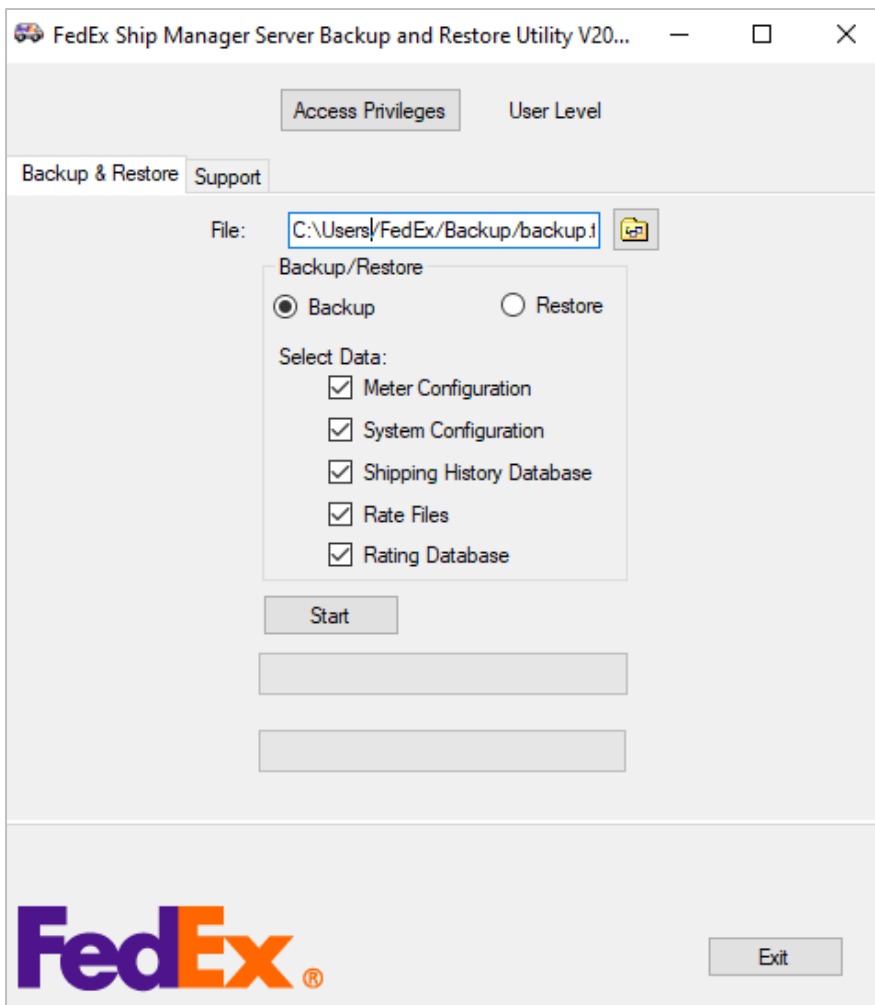 FedEx Ship Manager Server Backup and Restore Utility V20...
Access Privileges User Level
Backup & Restore Support
File: C:\Users/FedEx/Backup/backup.f
Backup/Restore
Backup Restore
Select Data:
Meter Configuration
System Configuration
Shipping History Database
Rate Files
Rating Database
Start
FedEx®
Exit